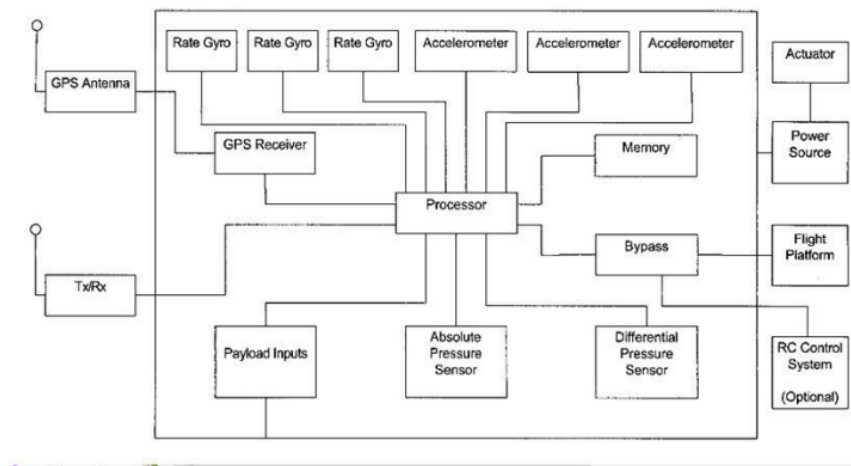 Rate Gyro
Rate Gyro
Rate Gyro
Accelerometer
Accelerometer
Accelerometer
Actuator
GPS Antenna
GPS Receiver
Memory
Power
Source
Processor
Bypass
Flight
Platform
Tx/Rx
Payload Inputs
Absolute
Pressure
Sensor
Differential
Pressure
Sensor
RC Control
System
(Optional)